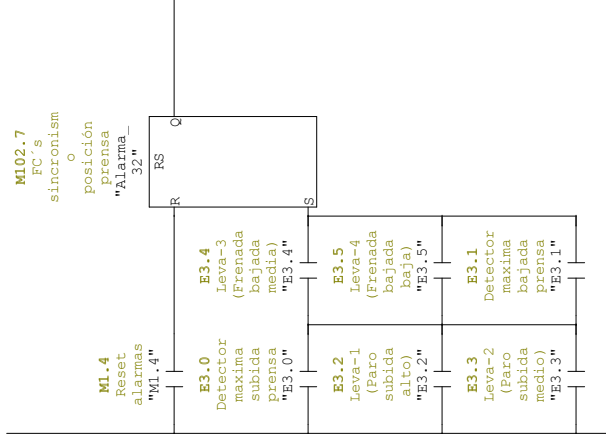 M102.7
FC´s
sincronism
o
posición
prensa
"Alarma_
32"
RS
R
Q
S
M1.4
Reset
alarmas
"M1.4"
E3.0
Detector
maxima
subida
prensa
"E3.0"
E3.4
Leva-3
(Frenada
bajada
media)
"E3.4"
E3.2
Leva-1
(Paro
subida
alto)
"E3.2"
E3.5
Leva-4
(Frenada
bajada
baja)
"E3.5"
E3.3
Leva-2
(Paro
subida
medio)
"E3.3"
E3.1
Detector
maxima
bajada
prensa
"E3.1"